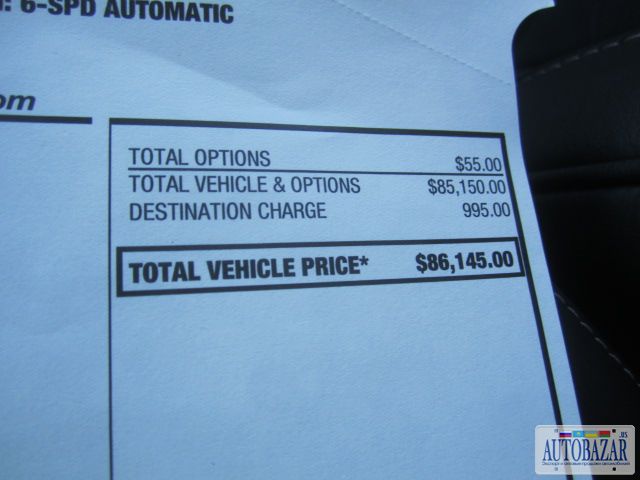 : 6-SPD AUTOMATIC
om
TOTAL OPTIONS $55.00
TOTAL VEHICLE & OPTIONS $85,150.00
DESTINATION CHARGE 995.00
TOTAL VEHICLE PRICE* $86,145.00
.us
AUTOBAZAR